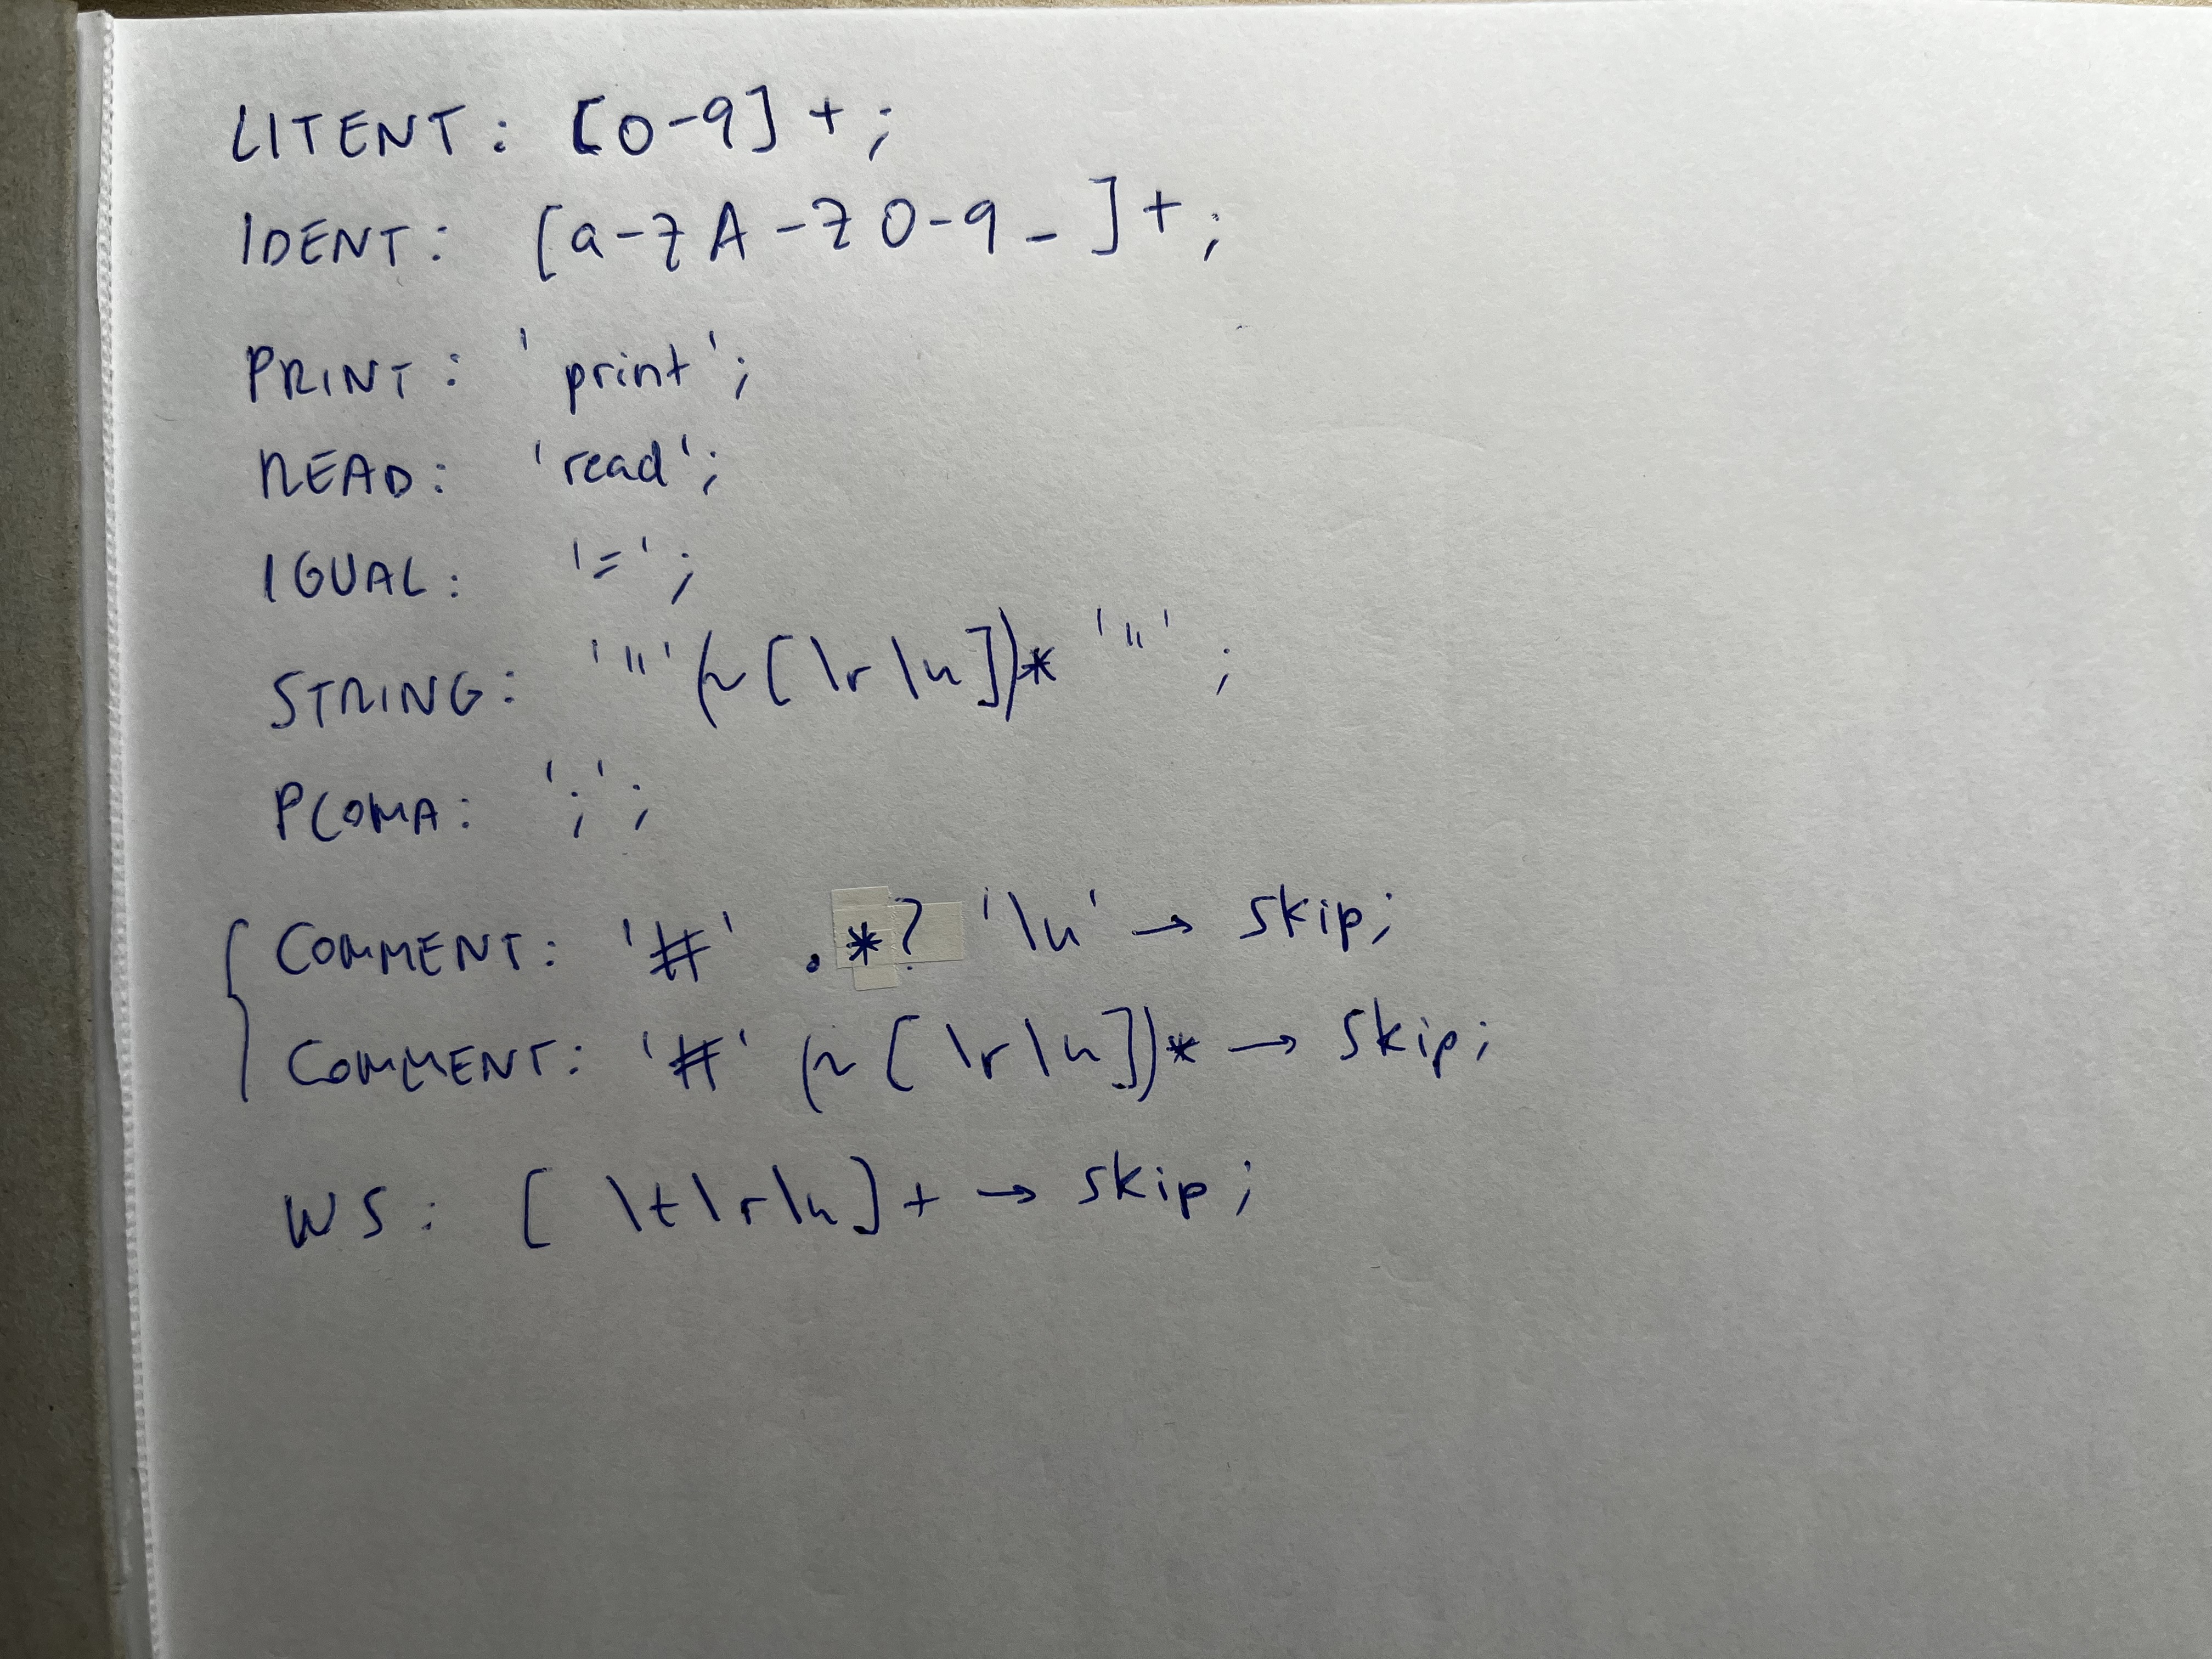 LITENT: [0-9]+;
IDENT: [a-zA-Z0-9_]+;
PRINT: 'print';
READ: 'read';
IGUAL: '=';
STRING: '"' (~[\r\n])* '"';
PCOMA: ';';
COMMENT: '#' .*? '\n' → skip;
COMMENT: '#' (~[\r\n])* → skip;
WS: [ \t\r\n]+ → skip;